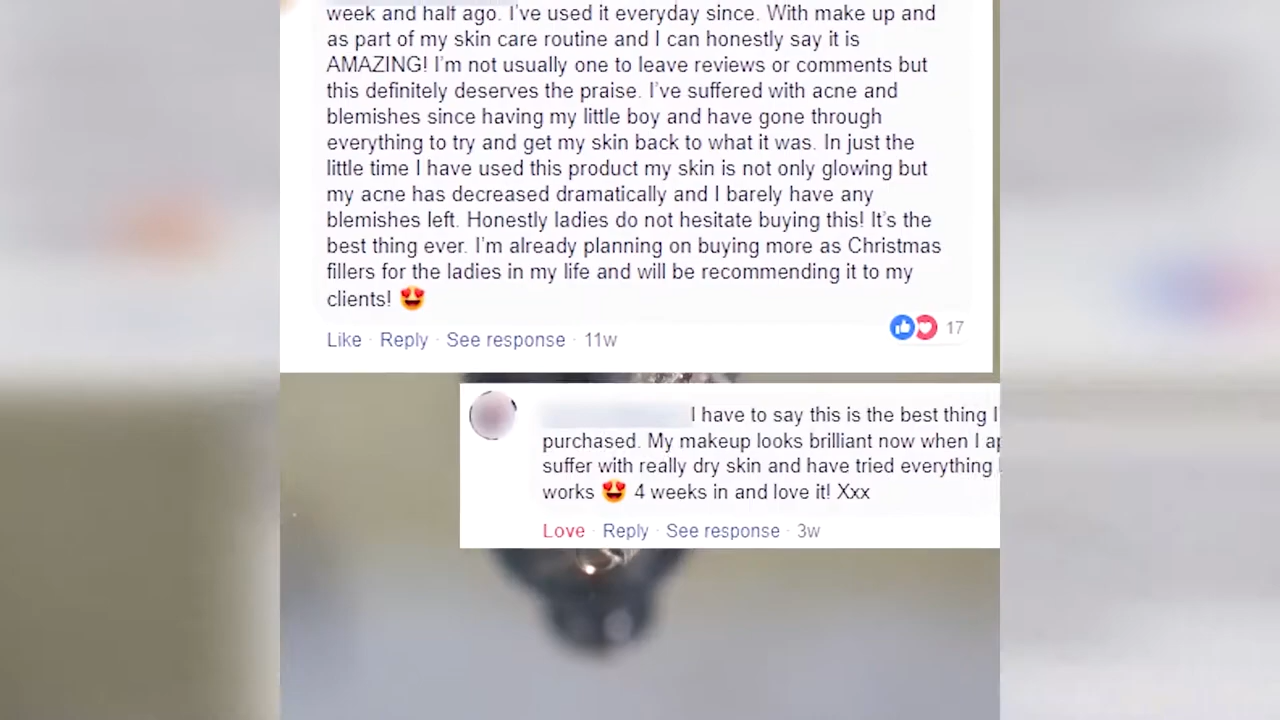 week and half ago. I've used it everyday since. With make up and
as part of my skin care routine and I can honestly say it is
AMAZING! I'm not usually one to leave reviews or comments but
this definitely deserves the praise. I've suffered with acne and
blemishes since having my little boy and have gone through
everything to try and get my skin back to what it was. In just the
little time I have used this product my skin is not only glowing but
my acne has decreased dramatically and I barely have any
blemishes left. Honestly ladies do not hesitate buying this! It's the
best thing ever. I'm already planning on buying more as Christmas
fillers for the ladies in my life and will be recommending it to my
clients! 😍
Like · Reply · See response · 11w
17
I have to say this is the best thing I
purchased. My makeup looks brilliant now when I
suffer with really dry skin and have tried everything
works 😍 4 weeks in and love it! Xxx
Love · Reply · See response · 3w